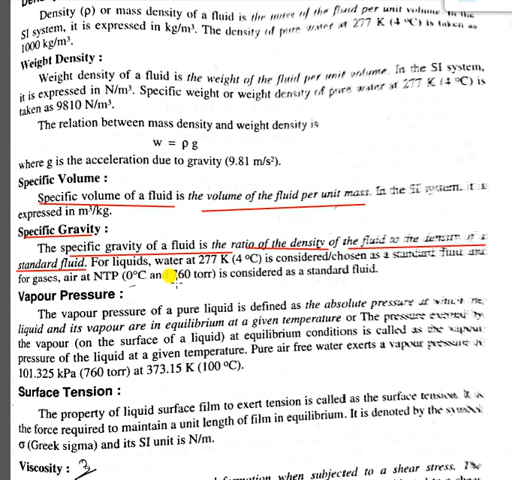 Density (ρ) or mass density of a fluid is the mass of the fluid per unit volume. In the
SI system, it is expressed in kg/m³. The density of pure water at 277 K (4 ºC) is taken as
1000 kg/m³.
Weight Density :
Weight density of a fluid is the weight of the fluid per unit volume. In the SI system,
it is expressed in N/m³. Specific weight or weight density of pure water at 277 K (4 ºC) is
taken as 9810 N/m³.
The relation between mass density and weight density is
w = ρ g
where g is the acceleration due to gravity (9.81 m/s²).
Specific Volume :
Specific volume of a fluid is the volume of the fluid per unit mass. In the SI system, it is
expressed in m³/kg.
Specific Gravity :
The specific gravity of a fluid is the ratio of the density of the fluid to the density of a
standard fluid. For liquids, water at 277 K (4 ºC) is considered/chosen as a standard fluid and
for gases, air at NTP (0°C an 60 torr) is considered as a standard fluid.
Vapour Pressure :
The vapour pressure of a pure liquid is defined as the absolute pressure at which the
liquid and its vapour are in equilibrium at a given temperature or The pressure exerted by
the vapour (on the surface of a liquid) at equilibrium conditions is called as the vapour
pressure of the liquid at a given temperature. Pure air free water exerts a vapour pressure of
101.325 kPa (760 torr) at 373.15 K (100 ºC).
Surface Tension :
The property of liquid surface film to exert tension is called as the surface tension. It is
the force required to maintain a unit length of film in equilibrium. It is denoted by the symbol
σ (Greek sigma) and its SI unit is N/m.
Viscosity :
when subjected to a shear stress. The